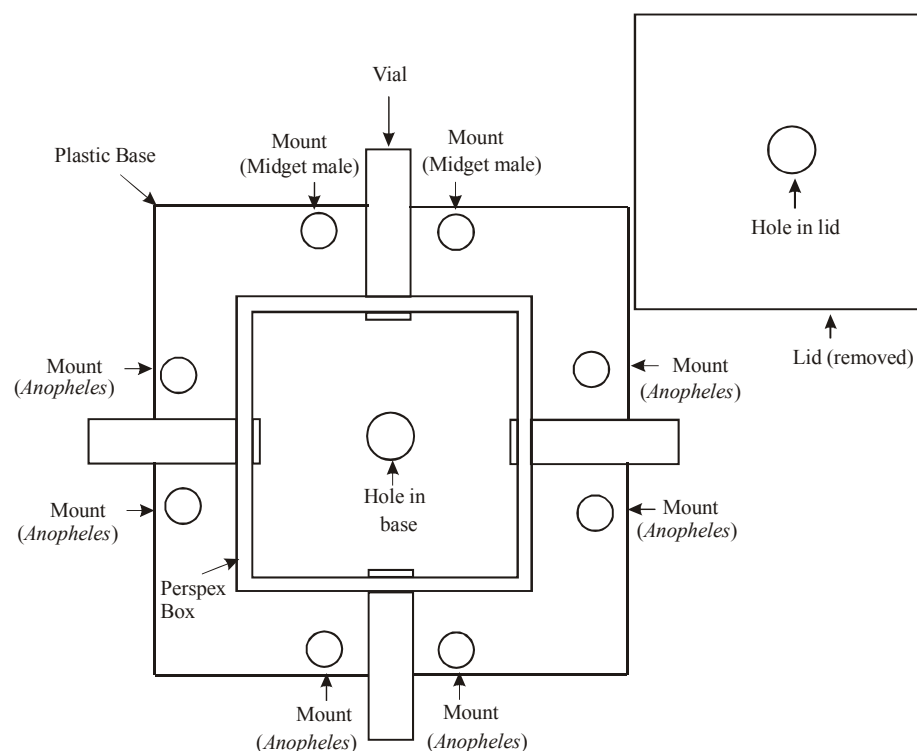 Vial
Mount
(Midget male)
Mount
(Midget male)
Plastic Base
Hole in lid
Lid (removed)
Mount
(Anopheles)
Mount
(Anopheles)
Hole in
base
Mount
(Anopheles)
Mount
(Anopheles)
Perspex
Box
Mount
(Anopheles)
Mount
(Anopheles)